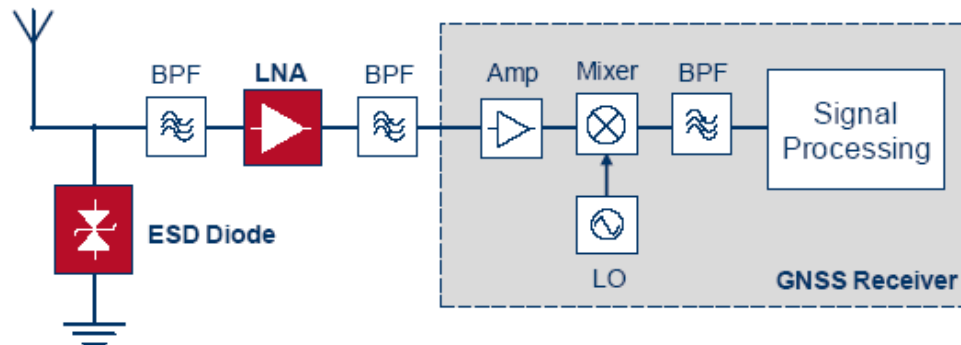 BPF
LNA
BPF
Amp
Mixer
BPF
Signal
Processing
ESD Diode
LO
GNSS Receiver